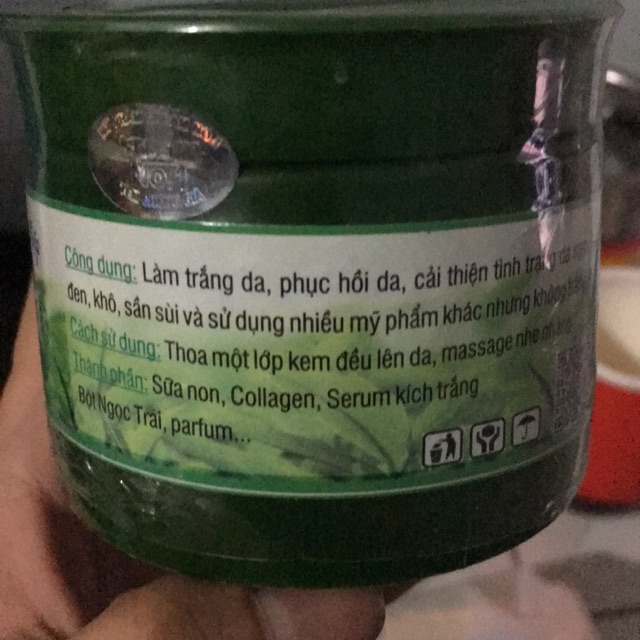 Công dụng: Làm trắng da, phục hồi da, cải thiện tình trạng da
đen, khô, sần sùi và sử dụng nhiều mỹ phẩm khác nhưng không
Cách sử dụng: Thoa một lớp kem đều lên da, massage nhẹ
Thành phần: Sữa non, Collagen, Serum kích trắng
Bột Ngọc Trai, parfum...